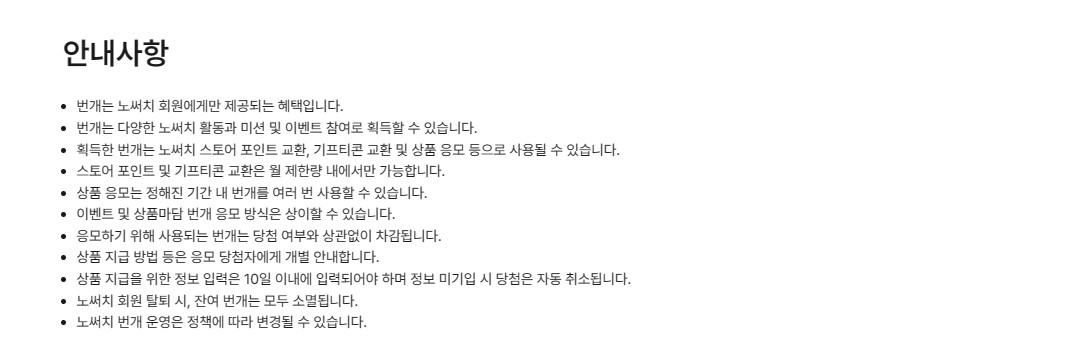 안내사항
• 번개는 노써치 회원에게만 제공되는 혜택입니다.
• 번개는 다양한 노써치 활동과 미션 및 이벤트 참여로 획득할 수 있습니다.
• 획득한 번개는 노써치 스토어 포인트 교환, 기프티콘 교환 및 상품 응모 등으로 사용될 수 있습니다.
• 스토어 포인트 및 기프티콘 교환은 월 제한량 내에서만 가능합니다.
• 상품 응모는 정해진 기간 내 번개를 여러 번 사용할 수 있습니다.
• 이벤트 및 상품마담 번개 응모 방식은 상이할 수 있습니다.
• 응모하기 위해 사용되는 번개는 당첨 여부와 상관없이 차감됩니다.
• 상품 지급 방법 등은 응모 당첨자에게 개별 안내합니다.
• 상품 지급을 위한 정보 입력은 10일 이내에 입력되어야 하며 정보 미기입 시 당첨은 자동 취소됩니다.
• 노써치 회원 탈퇴 시, 잔여 번개는 모두 소멸됩니다.
• 노써치 번개 운영은 정책에 따라 변경될 수 있습니다.